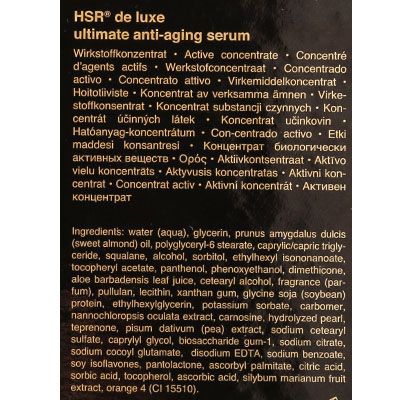 HSR® de luxe
ultimate anti-aging serum
Wirkstoffkonzentrat • Active concentrate • Concentré
d'agents actifs • Werkstofconcentraat • Concentrado
activo • Concentrato attivo • Virkemiddelkoncentrat •
Hoitotiiviste • Koncentrat av verksamma ämnen • Virke-
stoffkonsentrat • Koncentrat substancji czynnych • Kon-
centrát účinných látek • Koncentrat učinkovin •
Hatóanyag-koncentrátum • Con-centrado activo • Etki
maddesi konsantresi • Концентрат биологически
активных веществ • Ορός • Aktiivkontsentraat • Aktīvo
vielu koncentrāts • Aktyvusis koncentratas • Aktivni kon-
centrat • Concentrat activ • Aktivní koncentrát • Активен
концентрат
Ingredients: water (aqua), glycerin, prunus amygdalus dulcis
(sweet almond) oil, polyglyceryl-6 stearate, caprylic/capric trigly-
ceride, squalane, alcohol, sorbitol, ethylhexyl isononanoate,
tocopheryl acetate, panthenol, phenoxyethanol, dimethicone,
aloe barbadensis leaf juice, cetearyl alcohol, fragrance (par-
fum), pullulan, lecithin, xanthan gum, glycine soja (soybean)
protein, ethylhexylglycerin, potassium sorbate, carbomer,
nannochloropsis oculata extract, carnosine, hydrolyzed pearl,
teprenone, pisum dativum (pea) extract, sodium cetearyl
sulfate, caprylyl glycol, biosaccharide gum-1, sodium citrate,
sodium cocoyl glutamate, disodium EDTA, sodium benzoate,
soy isoflavones, pantolactone, ascorbyl palmitate, citric acid,
sorbic acid, tocopherol, ascorbic acid, silybum marianum fruit
extract, orange 4 (CI 15510).